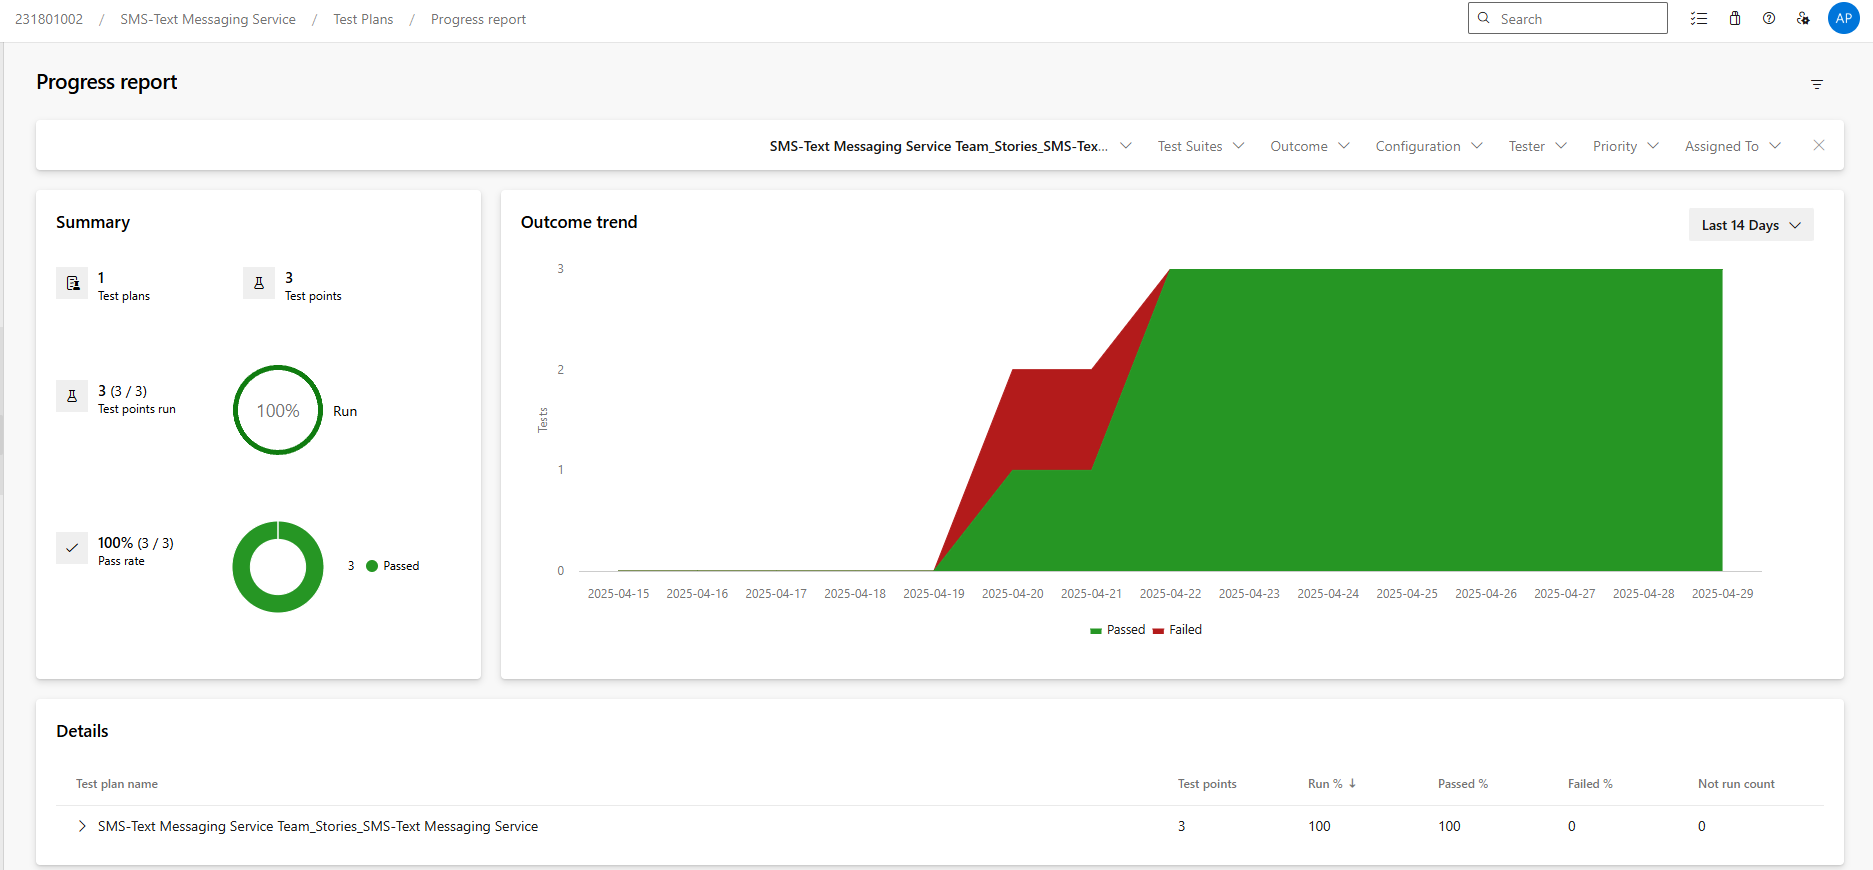 231801002 / SMS-Text Messaging Service / Test Plans / Progress report
Search
AP
Progress report
SMS-Text Messaging Service Team_Stories_SMS-Tex... Test Suites Outcome Configuration Tester Priority Assigned To
Summary
1
Test plans
3
Test points
3 (3 / 3)
Test points run
100%
Run
100% (3 / 3)
Pass rate
3 Passed
Outcome trend
Last 14 Days
3
2
1
0
Tests
2025-04-15 2025-04-16 2025-04-17 2025-04-18 2025-04-19 2025-04-20 2025-04-21 2025-04-22 2025-04-23 2025-04-24 2025-04-25 2025-04-26 2025-04-27 2025-04-28 2025-04-29
Passed Failed
Details
Test plan name Test points Run % ↓ Passed % Failed % Not run count
SMS-Text Messaging Service Team_Stories_SMS-Text Messaging Service 3 100 100 0 0